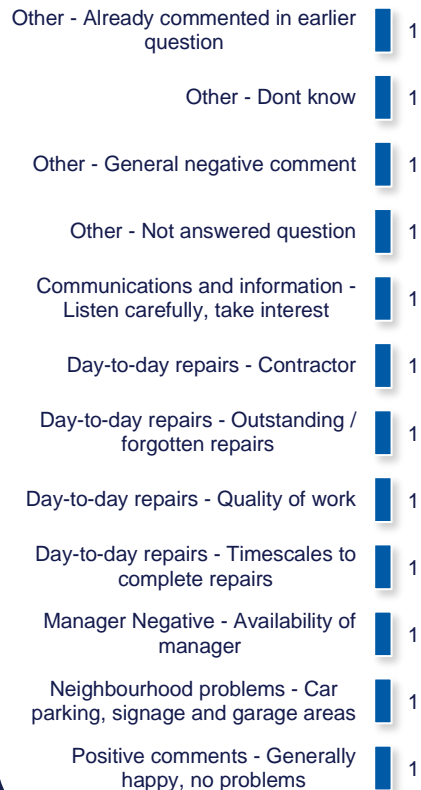 Other - Already commented in earlier
question
1
Other - Dont know
1
Other - General negative comment
1
Other - Not answered question
1
Communications and information -
Listen carefully, take interest
1
Day-to-day repairs - Contractor
1
Day-to-day repairs - Outstanding /
forgotten repairs
1
Day-to-day repairs - Quality of work
1
Day-to-day repairs - Timescales to
complete repairs
1
Manager Negative - Availability of
manager
1
Neighbourhood problems - Car
parking, signage and garage areas
1
Positive comments - Generally
happy, no problems
1